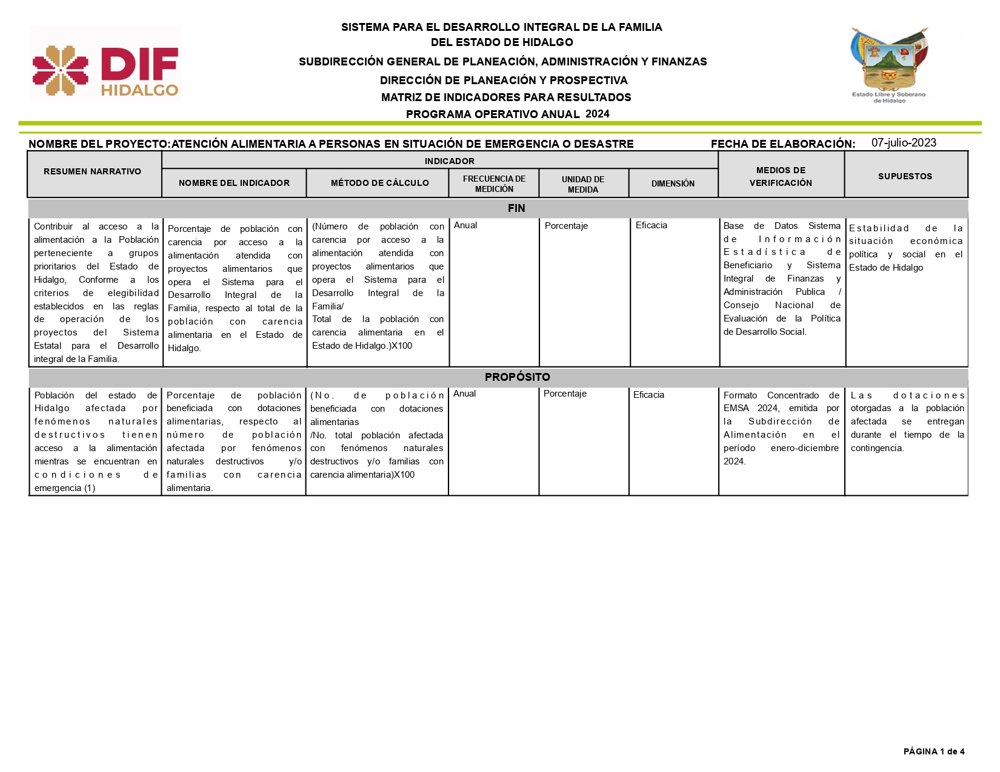 SISTEMA PARA EL DESARROLLO INTEGRAL DE LA FAMILIA
DEL ESTADO DE HIDALGO
SUBDIRECCIÓN GENERAL DE PLANEACIÓN, ADMINISTRACIÓN Y FINANZAS
DIRECCIÓN DE PLANEACIÓN Y PROSPECTIVA
MATRIZ DE INDICADORES PARA RESULTADOS
PROGRAMA OPERATIVO ANUAL 2024
DIF
HIDALGO
Estado Libre y Soberano
de Hidalgo
NOMBRE DEL PROYECTO:ATENCIÓN ALIMENTARIA A PERSONAS EN SITUACIÓN DE EMERGENCIA O DESASTRE
FECHA DE ELABORACIÓN: 07-julio-2023
RESUMEN NARRATIVO
INDICADOR
NOMBRE DEL INDICADOR
MÉTODO DE CÁLCULO
FRECUENCIA DE
MEDICIÓN
UNIDAD DE
MEDIDA
DIMENSIÓN
MEDIOS DE
VERIFICACIÓN
SUPUESTOS
FIN
Contribuir al acceso a la
alimentación a la Población
perteneciente a grupos
prioritarios del Estado de
Hidalgo, Conforme a los
criterios de elegibilidad
establecidos en las reglas
de operación de los
proyectos del Sistema
Estatal para el Desarrollo
integral de la Familia.
Porcentaje de población con
carencia por acceso a la
alimentación atendida con
proyectos alimentarios que
opera el Sistema para el
Desarrollo Integral de la
Familia, respecto al total de la
población con carencia
alimentaria en el Estado de
Hidalgo.
(Número de población con
carencia por acceso a la
alimentación atendida con
proyectos alimentarios que
opera el Sistema para el
Desarrollo Integral de la
Familia/
Total de la población con
carencia alimentaria en el
Estado de Hidalgo.)X100
Anual
Porcentaje
Eficacia
Base de Datos Sistema
de Información
Estadística de
Beneficiario y Sistema
Integral de Finanzas y
Administración Publica /
Consejo Nacional de
Evaluación de la Política
de Desarrollo Social.
Estabilidad de la
situación económica
política y social en el
Estado de Hidalgo
PROPÓSITO
Población del estado de
Hidalgo afectada por
fenómenos naturales
destructivos tienen
acceso a la alimentación
mientras se encuentran en
condiciones de
emergencia (1)
Porcentaje de población
beneficiada con dotaciones
alimentarias, respecto al
número de población
afectada por fenómenos
naturales destructivos y/o
familias con carencia
alimentaria.
(No. de población
beneficiada con dotaciones
alimentarias
/No. total población afectada
con fenómenos naturales
destructivos y/o familias con
carencia alimentaria)X100
Anual
Porcentaje
Eficacia
Formato Concentrado de
EMSA 2024, emitida por
la Subdirección de
Alimentación en el
período enero-diciembre
2024.
Las dotaciones
otorgadas a la población
afectada se entregan
durante el tiempo de la
contingencia.
PÁGINA 1 de 4